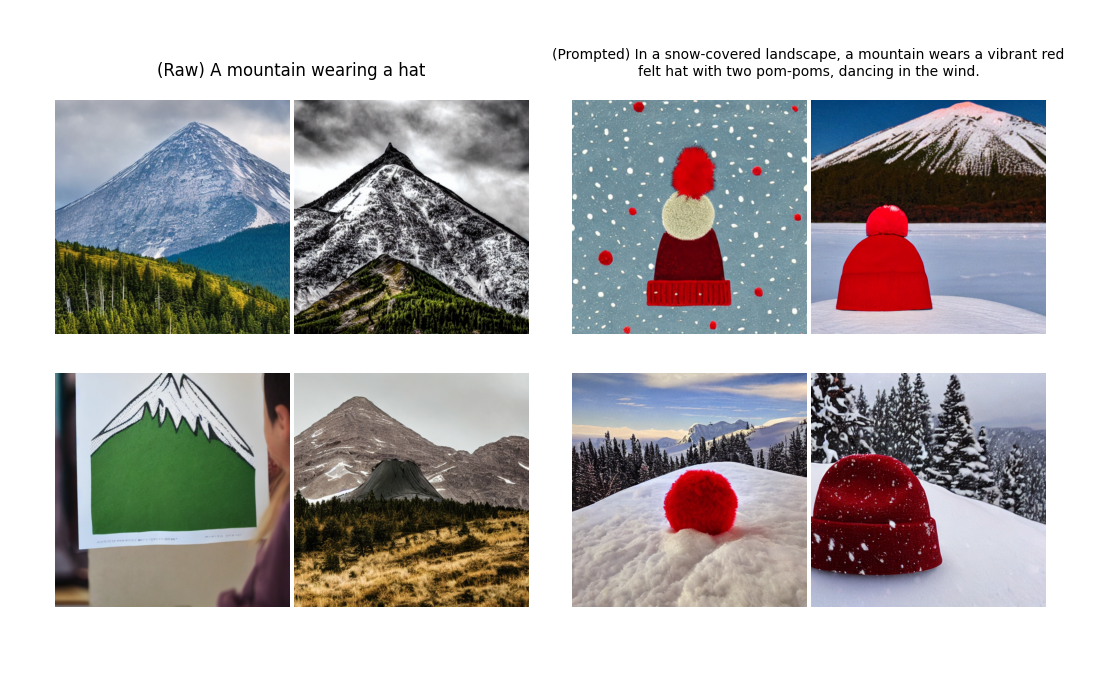 (Raw) A mountain wearing a hat
(Prompted) In a snow-covered landscape, a mountain wears a vibrant red
felt hat with two pom-poms, dancing in the wind.